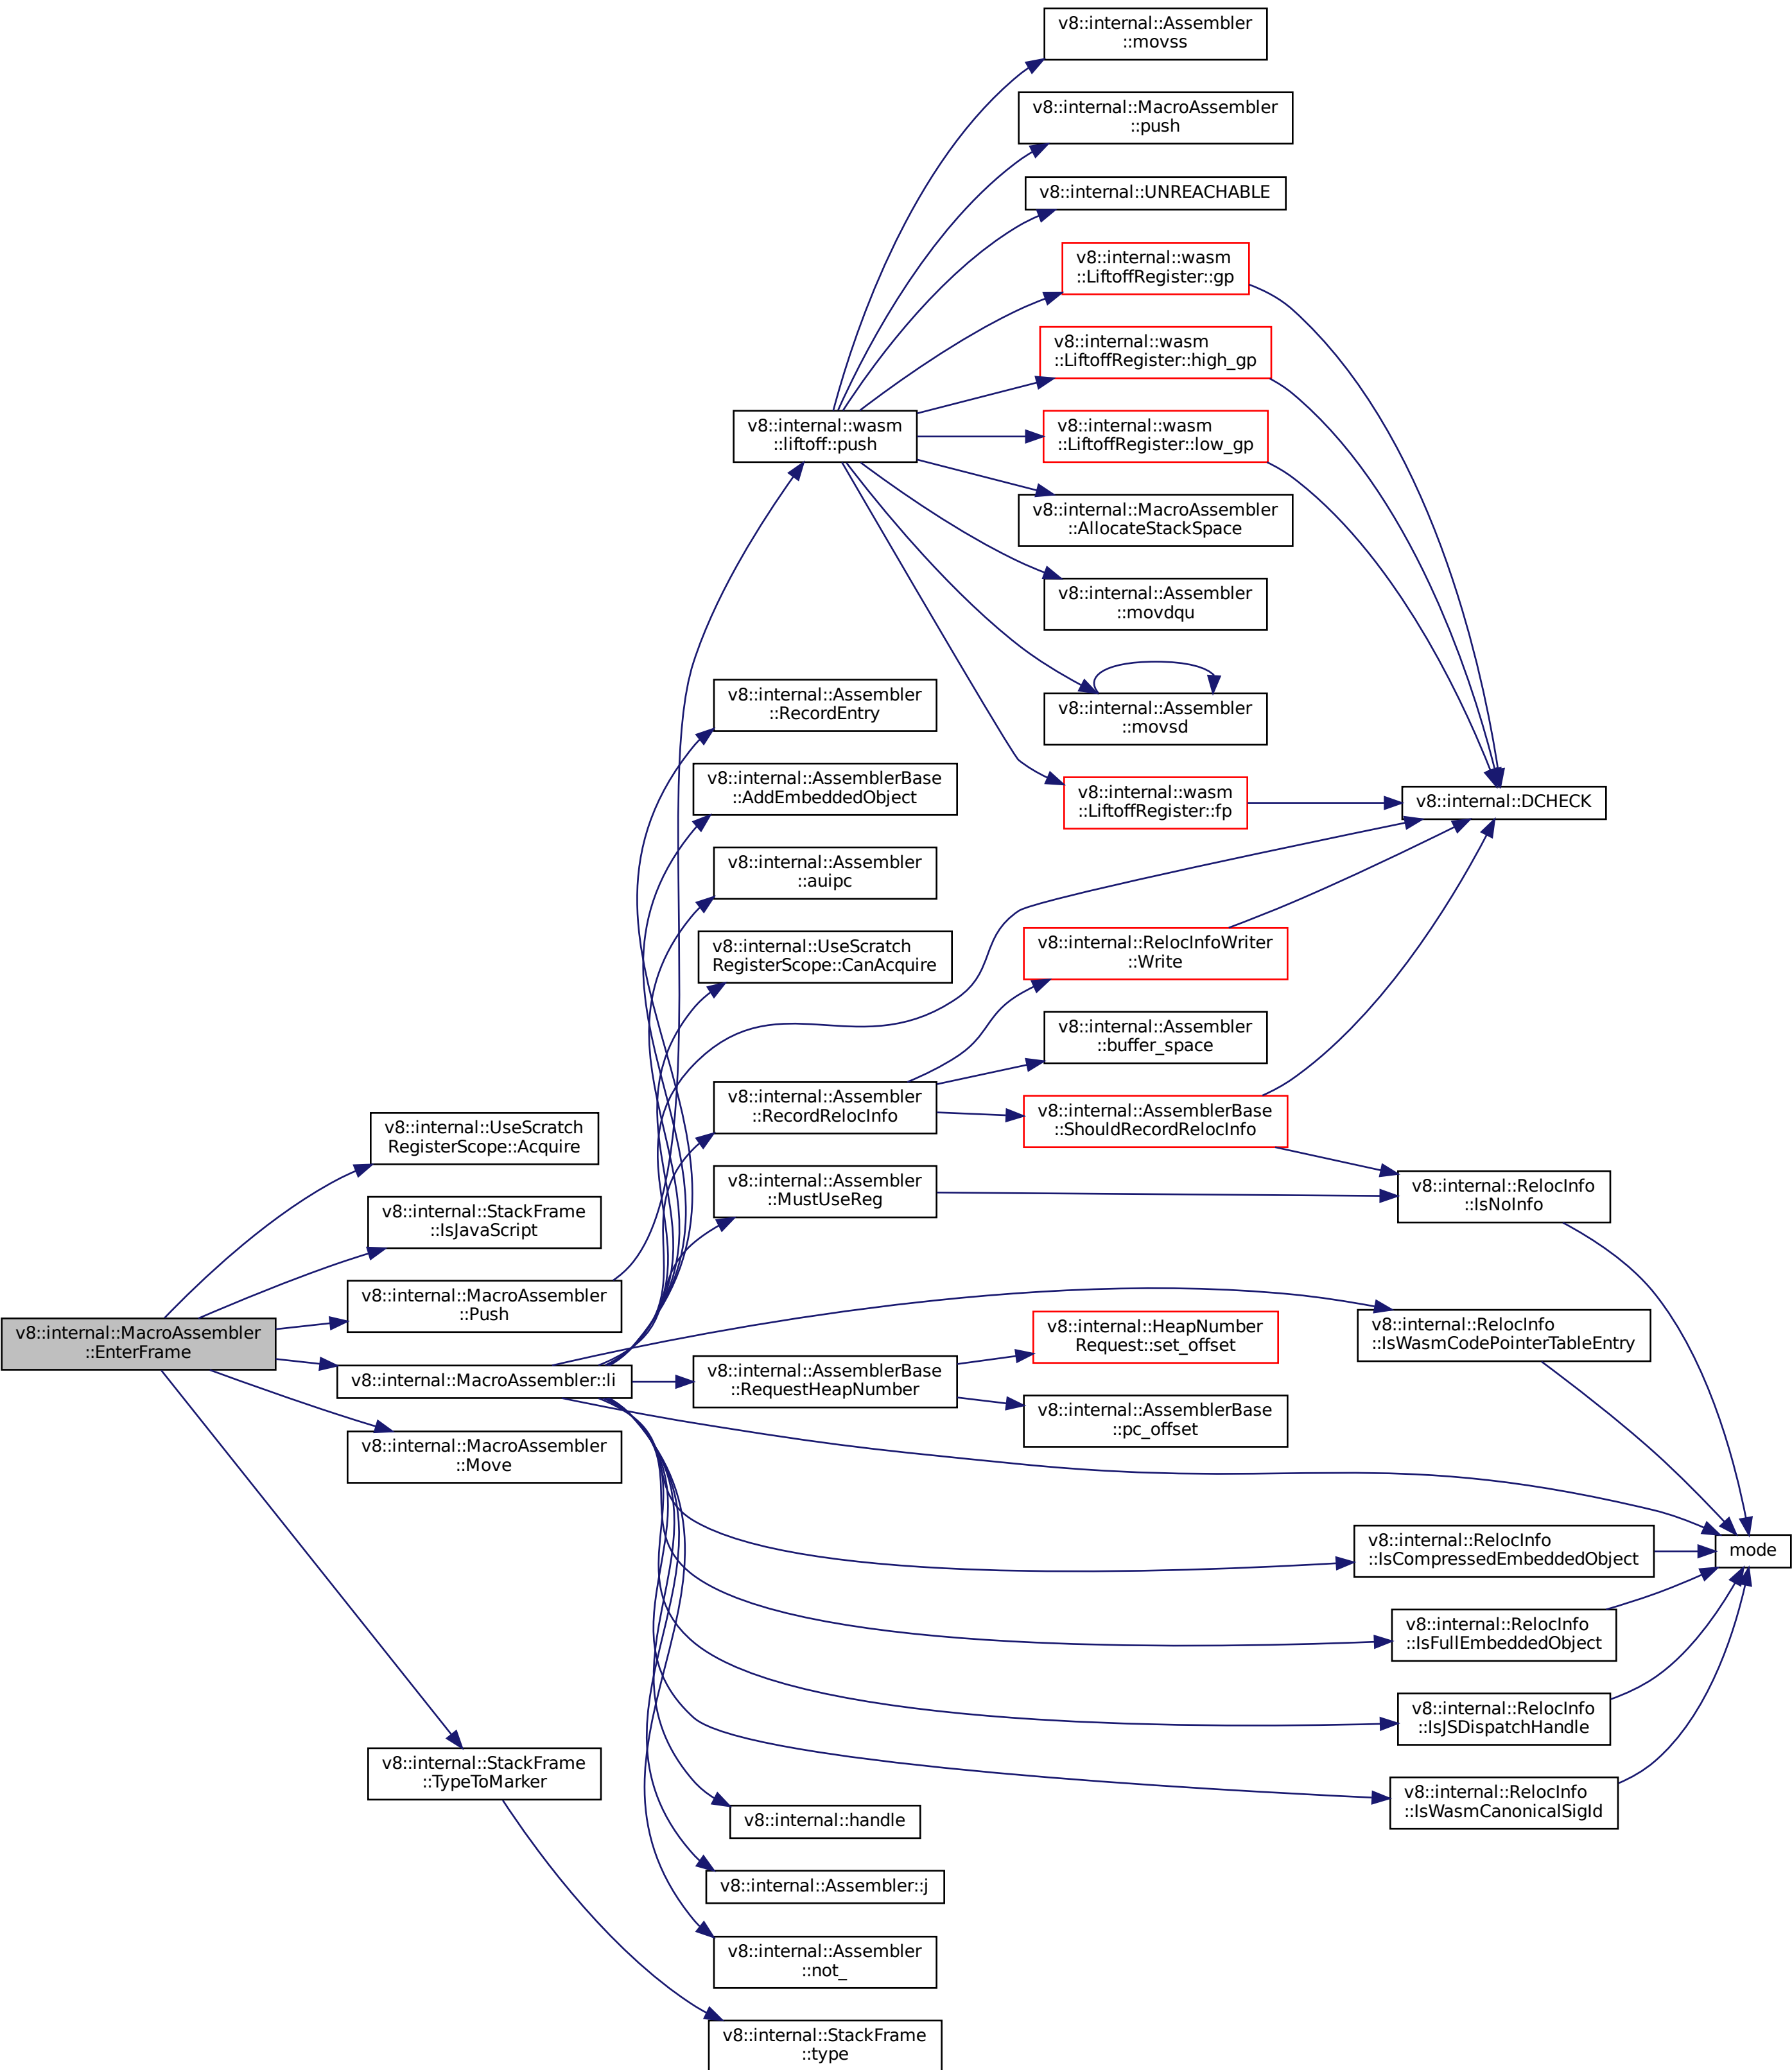 v8::internal::Assembler
::movss
v8::internal::MacroAssembler
::push
v8::internal::UNREACHABLE
v8::internal::wasm
::LiftoffRegister::gp
v8::internal::wasm
::LiftoffRegister::high_gp
v8::internal::wasm
::liftoff::push
v8::internal::wasm
::LiftoffRegister::low_gp
v8::internal::MacroAssembler
::AllocateStackSpace
v8::internal::Assembler
::movdqu
v8::internal::Assembler
::RecordEntry
v8::internal::Assembler
::movsd
v8::internal::AssemblerBase
::AddEmbeddedObject
v8::internal::wasm
::LiftoffRegister::fp
v8::internal::DCHECK
v8::internal::Assembler
::auipc
v8::internal::UseScratch
RegisterScope::CanAcquire
v8::internal::RelocInfoWriter
::Write
v8::internal::Assembler
::buffer_space
v8::internal::Assembler
::RecordRelocInfo
v8::internal::AssemblerBase
::ShouldRecordRelocInfo
v8::internal::UseScratch
RegisterScope::Acquire
v8::internal::Assembler
::MustUseReg
v8::internal::RelocInfo
::IsNoInfo
v8::internal::StackFrame
::IsJavaScript
v8::internal::MacroAssembler
::Push
v8::internal::MacroAssembler
::EnterFrame
v8::internal::HeapNumber
Request::set_offset
v8::internal::RelocInfo
::IsWasmCodePointerTableEntry
v8::internal::MacroAssembler::li
v8::internal::AssemblerBase
::RequestHeapNumber
v8::internal::AssemblerBase
::pc_offset
v8::internal::MacroAssembler
::Move
v8::internal::RelocInfo
::IsCompressedEmbeddedObject
mode
v8::internal::RelocInfo
::IsFullEmbeddedObject
v8::internal::RelocInfo
::IsJSDispatchHandle
v8::internal::StackFrame
::TypeToMarker
v8::internal::RelocInfo
::IsWasmCanonicalSigId
v8::internal::handle
v8::internal::Assembler::j
v8::internal::Assembler
::not_
v8::internal::StackFrame
::type